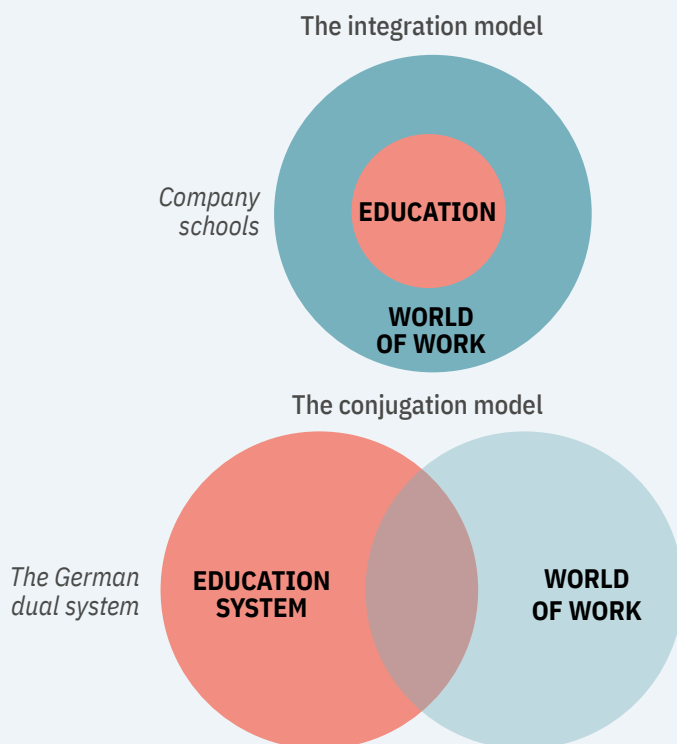 The integration model
Company
schools
EDUCATION
WORLD
OF WORK
The conjugation model
The German
dual system
EDUCATION
SYSTEM
WORLD
OF WORK